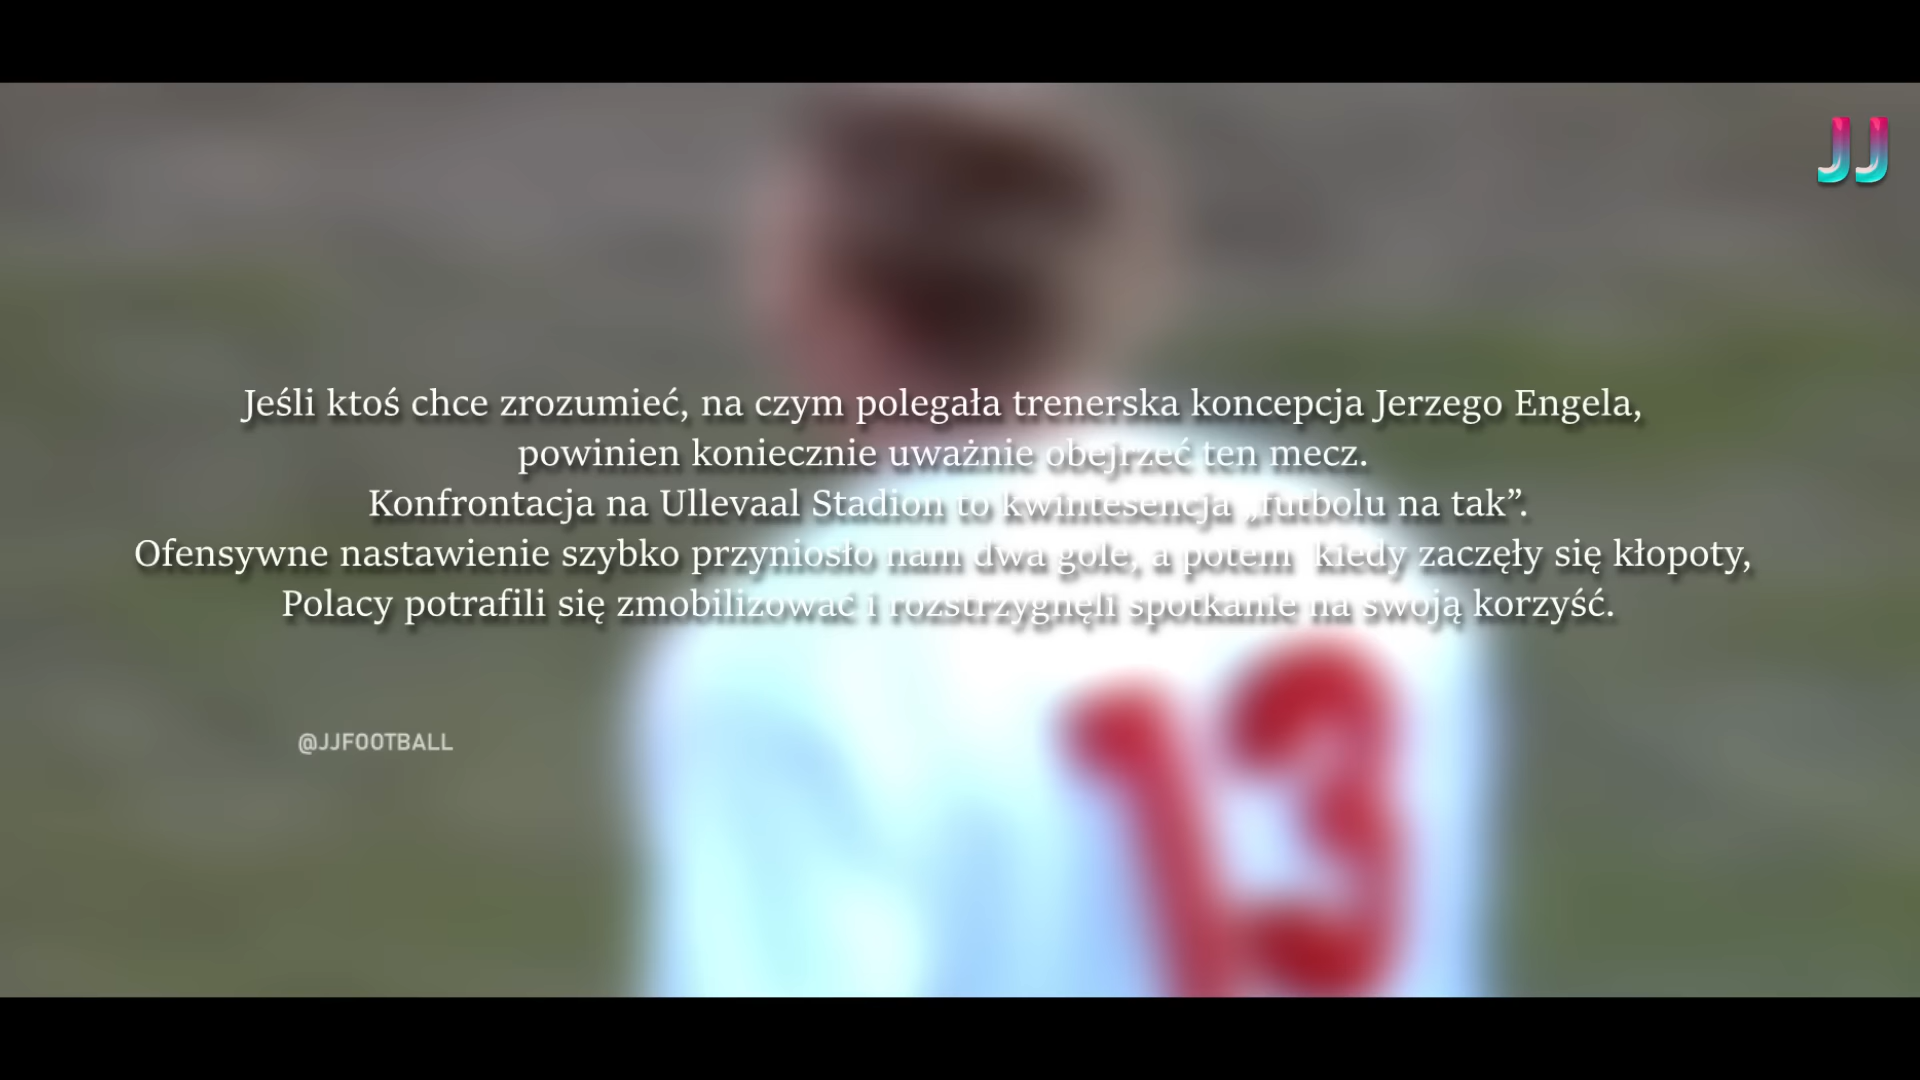 JJ
Jeśli ktoś chce zrozumieć, na czym polegała trenerska koncepcja Jerzego Engela,
powinien koniecznie uważnie obejrzeć ten mecz.
Konfrontacja na Ullevaal Stadion to kwintesencja „futbolu na tak”.
Ofensywne nastawienie szybko przyniosło nam dwa gole, a potem kiedy zaczęły się kłopoty,
Polacy potrafili się zmobilizować i rozstrzygnęli spotkanie na swoją korzyść.
@JJFOOTBALL
13